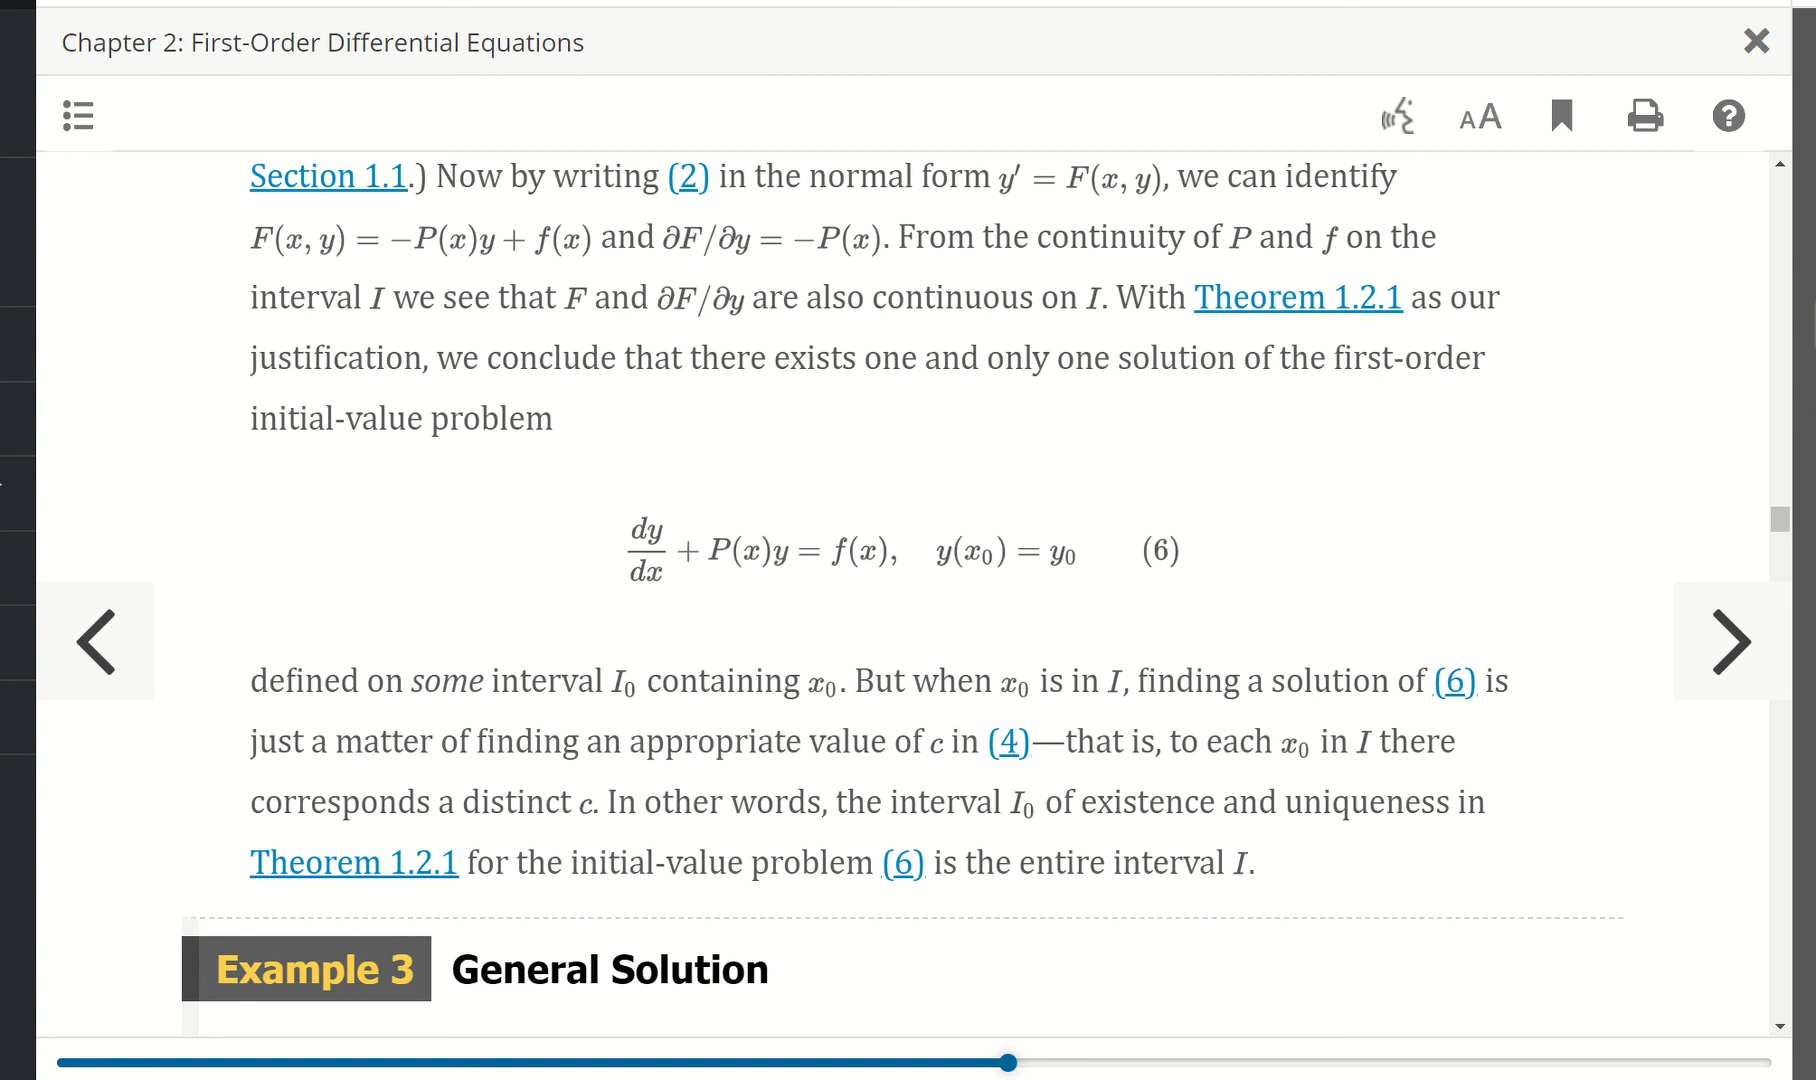 Chapter 2: First-Order Differential Equations
AA
Section 1.1.) Now by writing (2) in the normal form y′ = F(x, y), we can identify
F(x, y) = −P(x)y + f(x) and ∂F/∂y = −P(x). From the continuity of P and f on the
interval I we see that F and ∂F/∂y are also continuous on I. With Theorem 1.2.1 as our
justification, we conclude that there exists one and only one solution of the first-order
initial-value problem
dy/dx + P(x)y = f(x), y(x₀) = y₀ (6)
defined on some interval I₀ containing x₀. But when x₀ is in I, finding a solution of (6) is
just a matter of finding an appropriate value of c in (4)—that is, to each x₀ in I there
corresponds a distinct c. In other words, the interval I₀ of existence and uniqueness in
Theorem 1.2.1 for the initial-value problem (6) is the entire interval I.
Example 3 General Solution